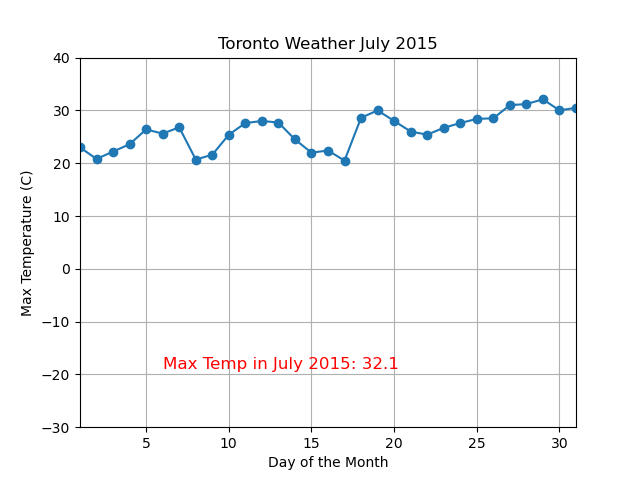 Toronto Weather July 2015
Max Temperature (C)
40
30
20
10
0
−10
−20
−30
Max Temp in July 2015: 32.1
5 10 15 20 25 30
Day of the Month